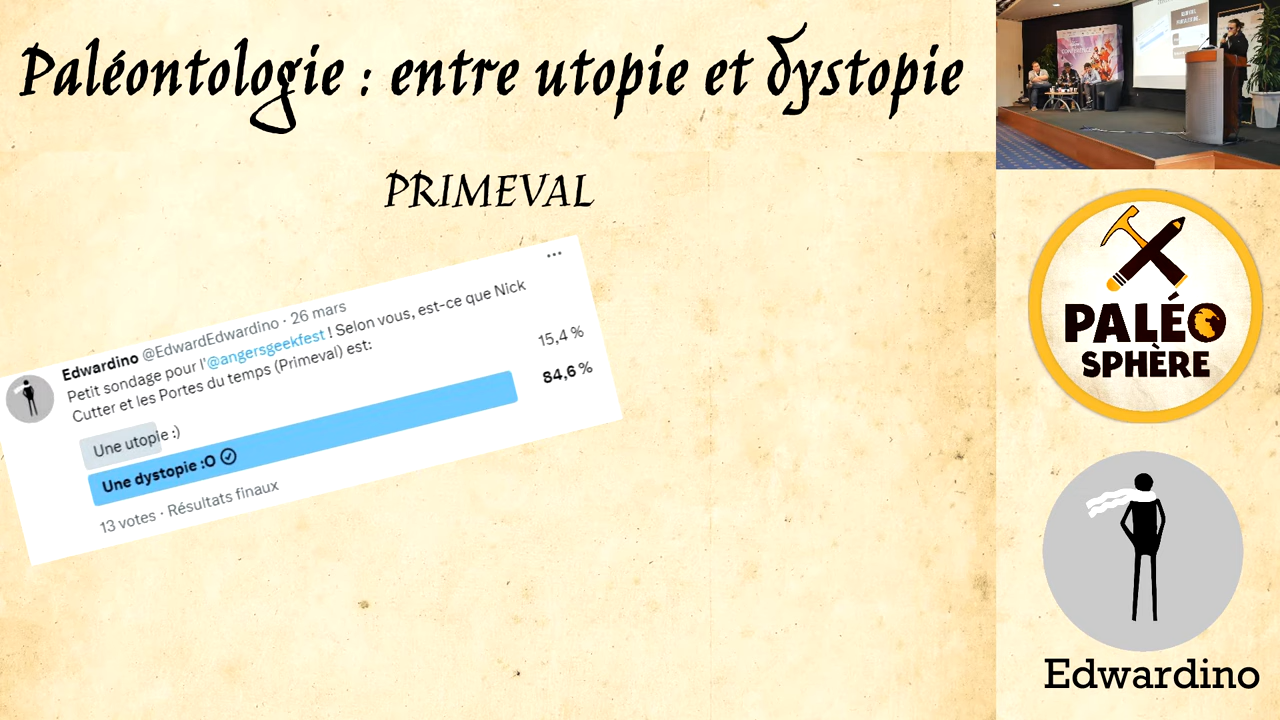 Paléontologie : entre utopie et dystopie
PRIMEVAL
Edwardino @EdwardEdwardino · 26 mars
Petit sondage pour l'@angersgeekfest ! Selon vous, est-ce que Nick
Cutter et les Portes du temps (Primeval) est:
Une utopie :)
15,4 %
Une dystopie :O
84,6 %
13 votes · Résultats finaux
PALÉO
SPHÈRE
Edwardino